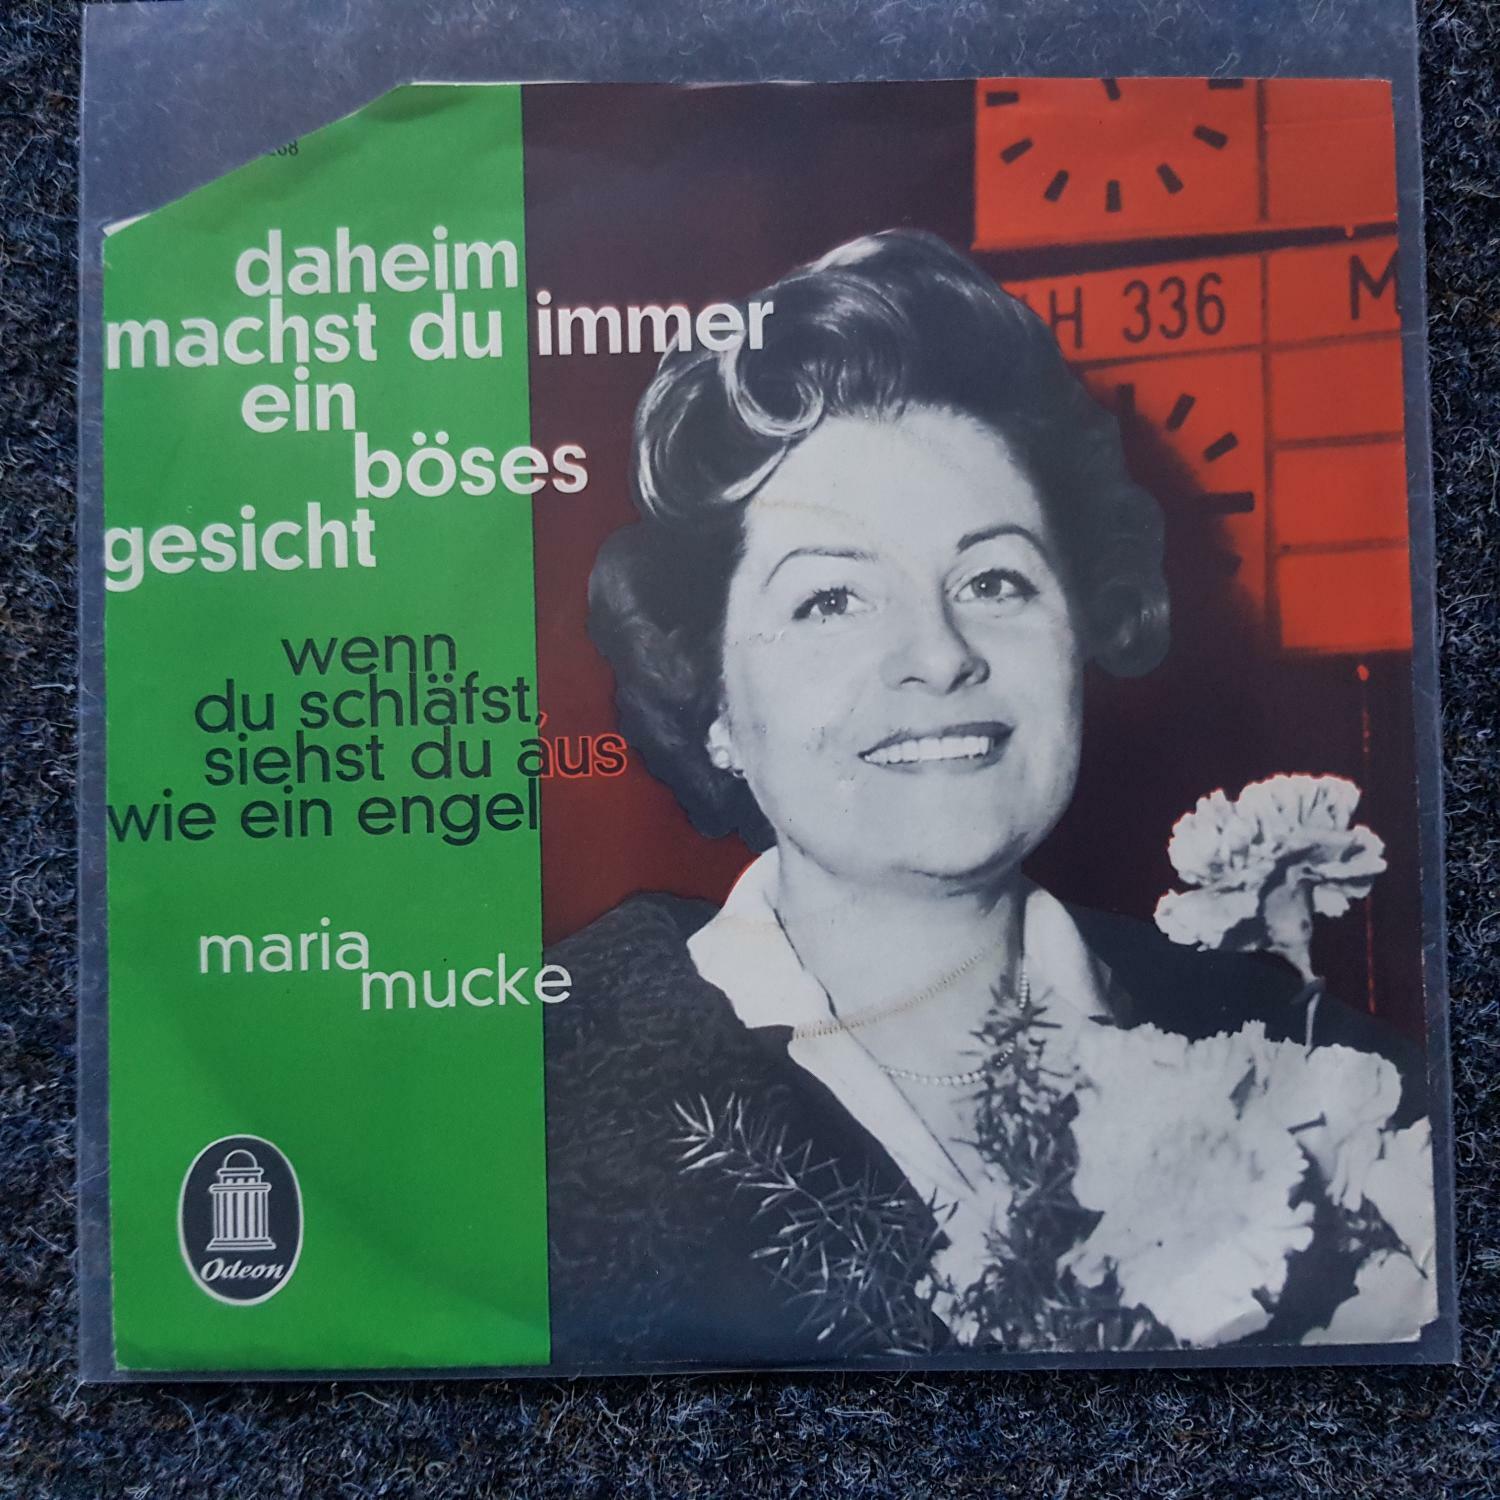 daheim
machst du immer
ein
böses
gesicht
wenn
du schläfst,
siehst du aus
wie ein engel
maria
mucke
Odeon
H 336
M